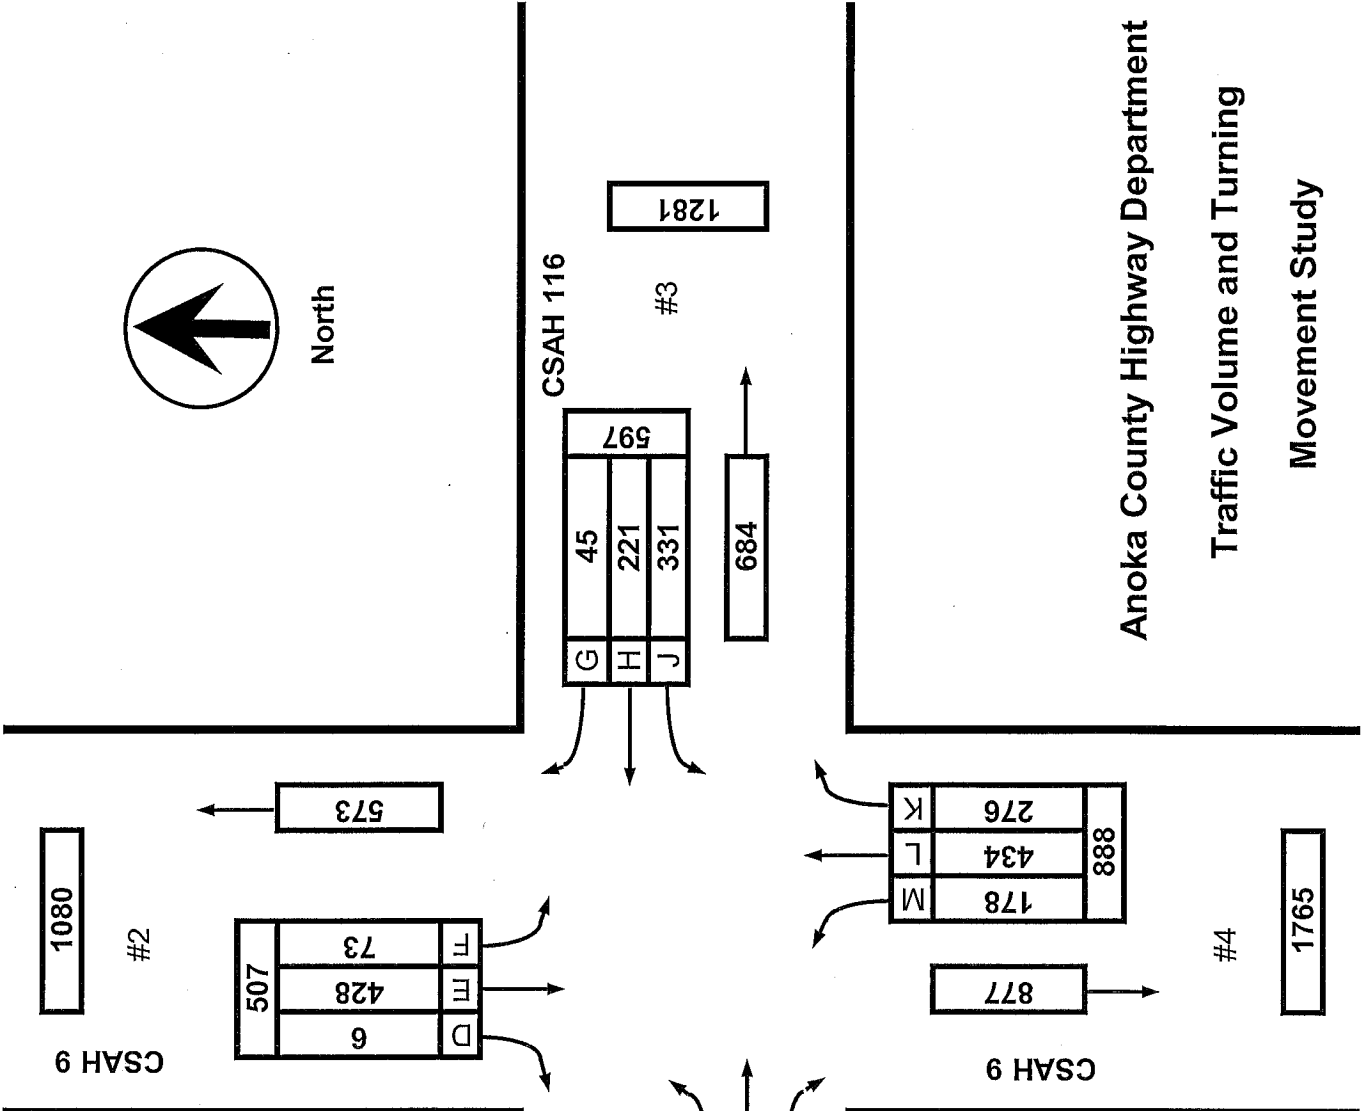 Anoka County Highway Department
Traffic Volume and Turning
Movement Study
North
CSAH 116
#3
1281
597
G 45
H 221
J 331
684
CSAH 9
#2
1080
573
507
F 73
E 428
D 6
K 276
L 434
M 178
888
877
#4
1765
CSAH 9